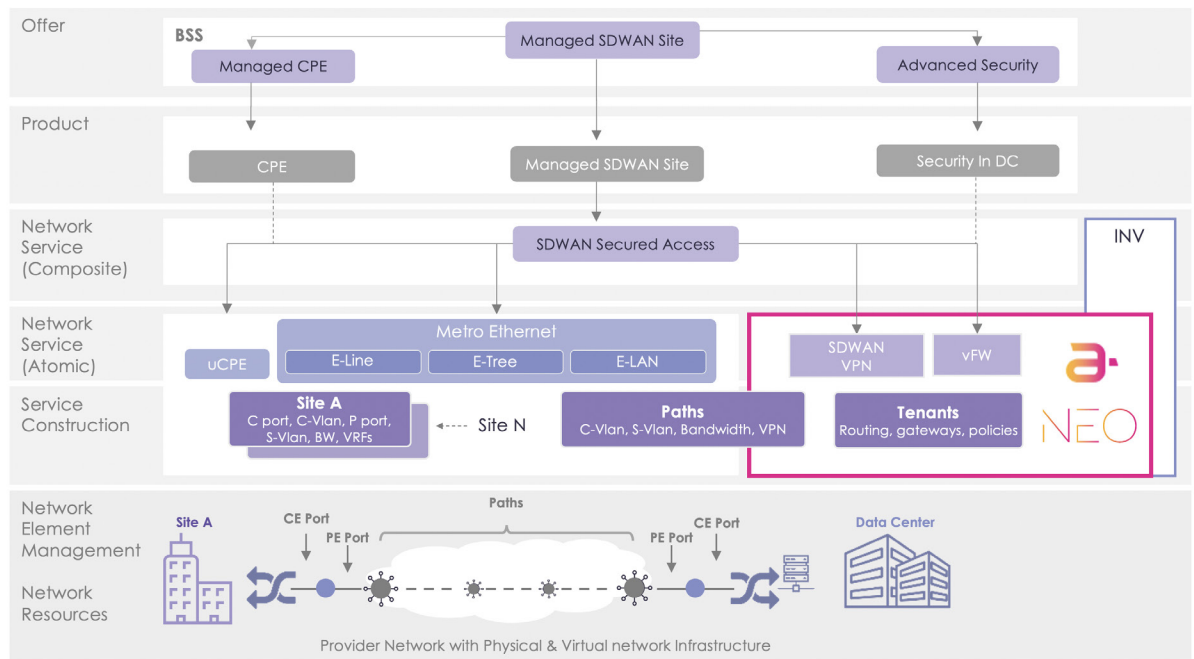 Offer
BSS
Managed SDWAN Site
Managed CPE
Advanced Security
Product
CPE
Managed SDWAN Site
Security In DC
Network
Service
(Composite)
SDWAN Secured Access
INV
Network
Service
(Atomic)
uCPE
Metro Ethernet
E-Line
E-Tree
E-LAN
SDWAN
VPN
vFW
a
Service
Construction
Site A
C port, C-Vlan, P port,
S-Vlan, BW, VRFs
Site N
Paths
C-Vlan, S-Vlan, Bandwidth, VPN
Tenants
Routing, gateways, policies
NEO
Network
Element
Management
Network
Resources
Site A
CE Port
PE Port
Paths
PE Port
CE Port
Data Center
Provider Network with Physical & Virtual network Infrastructure